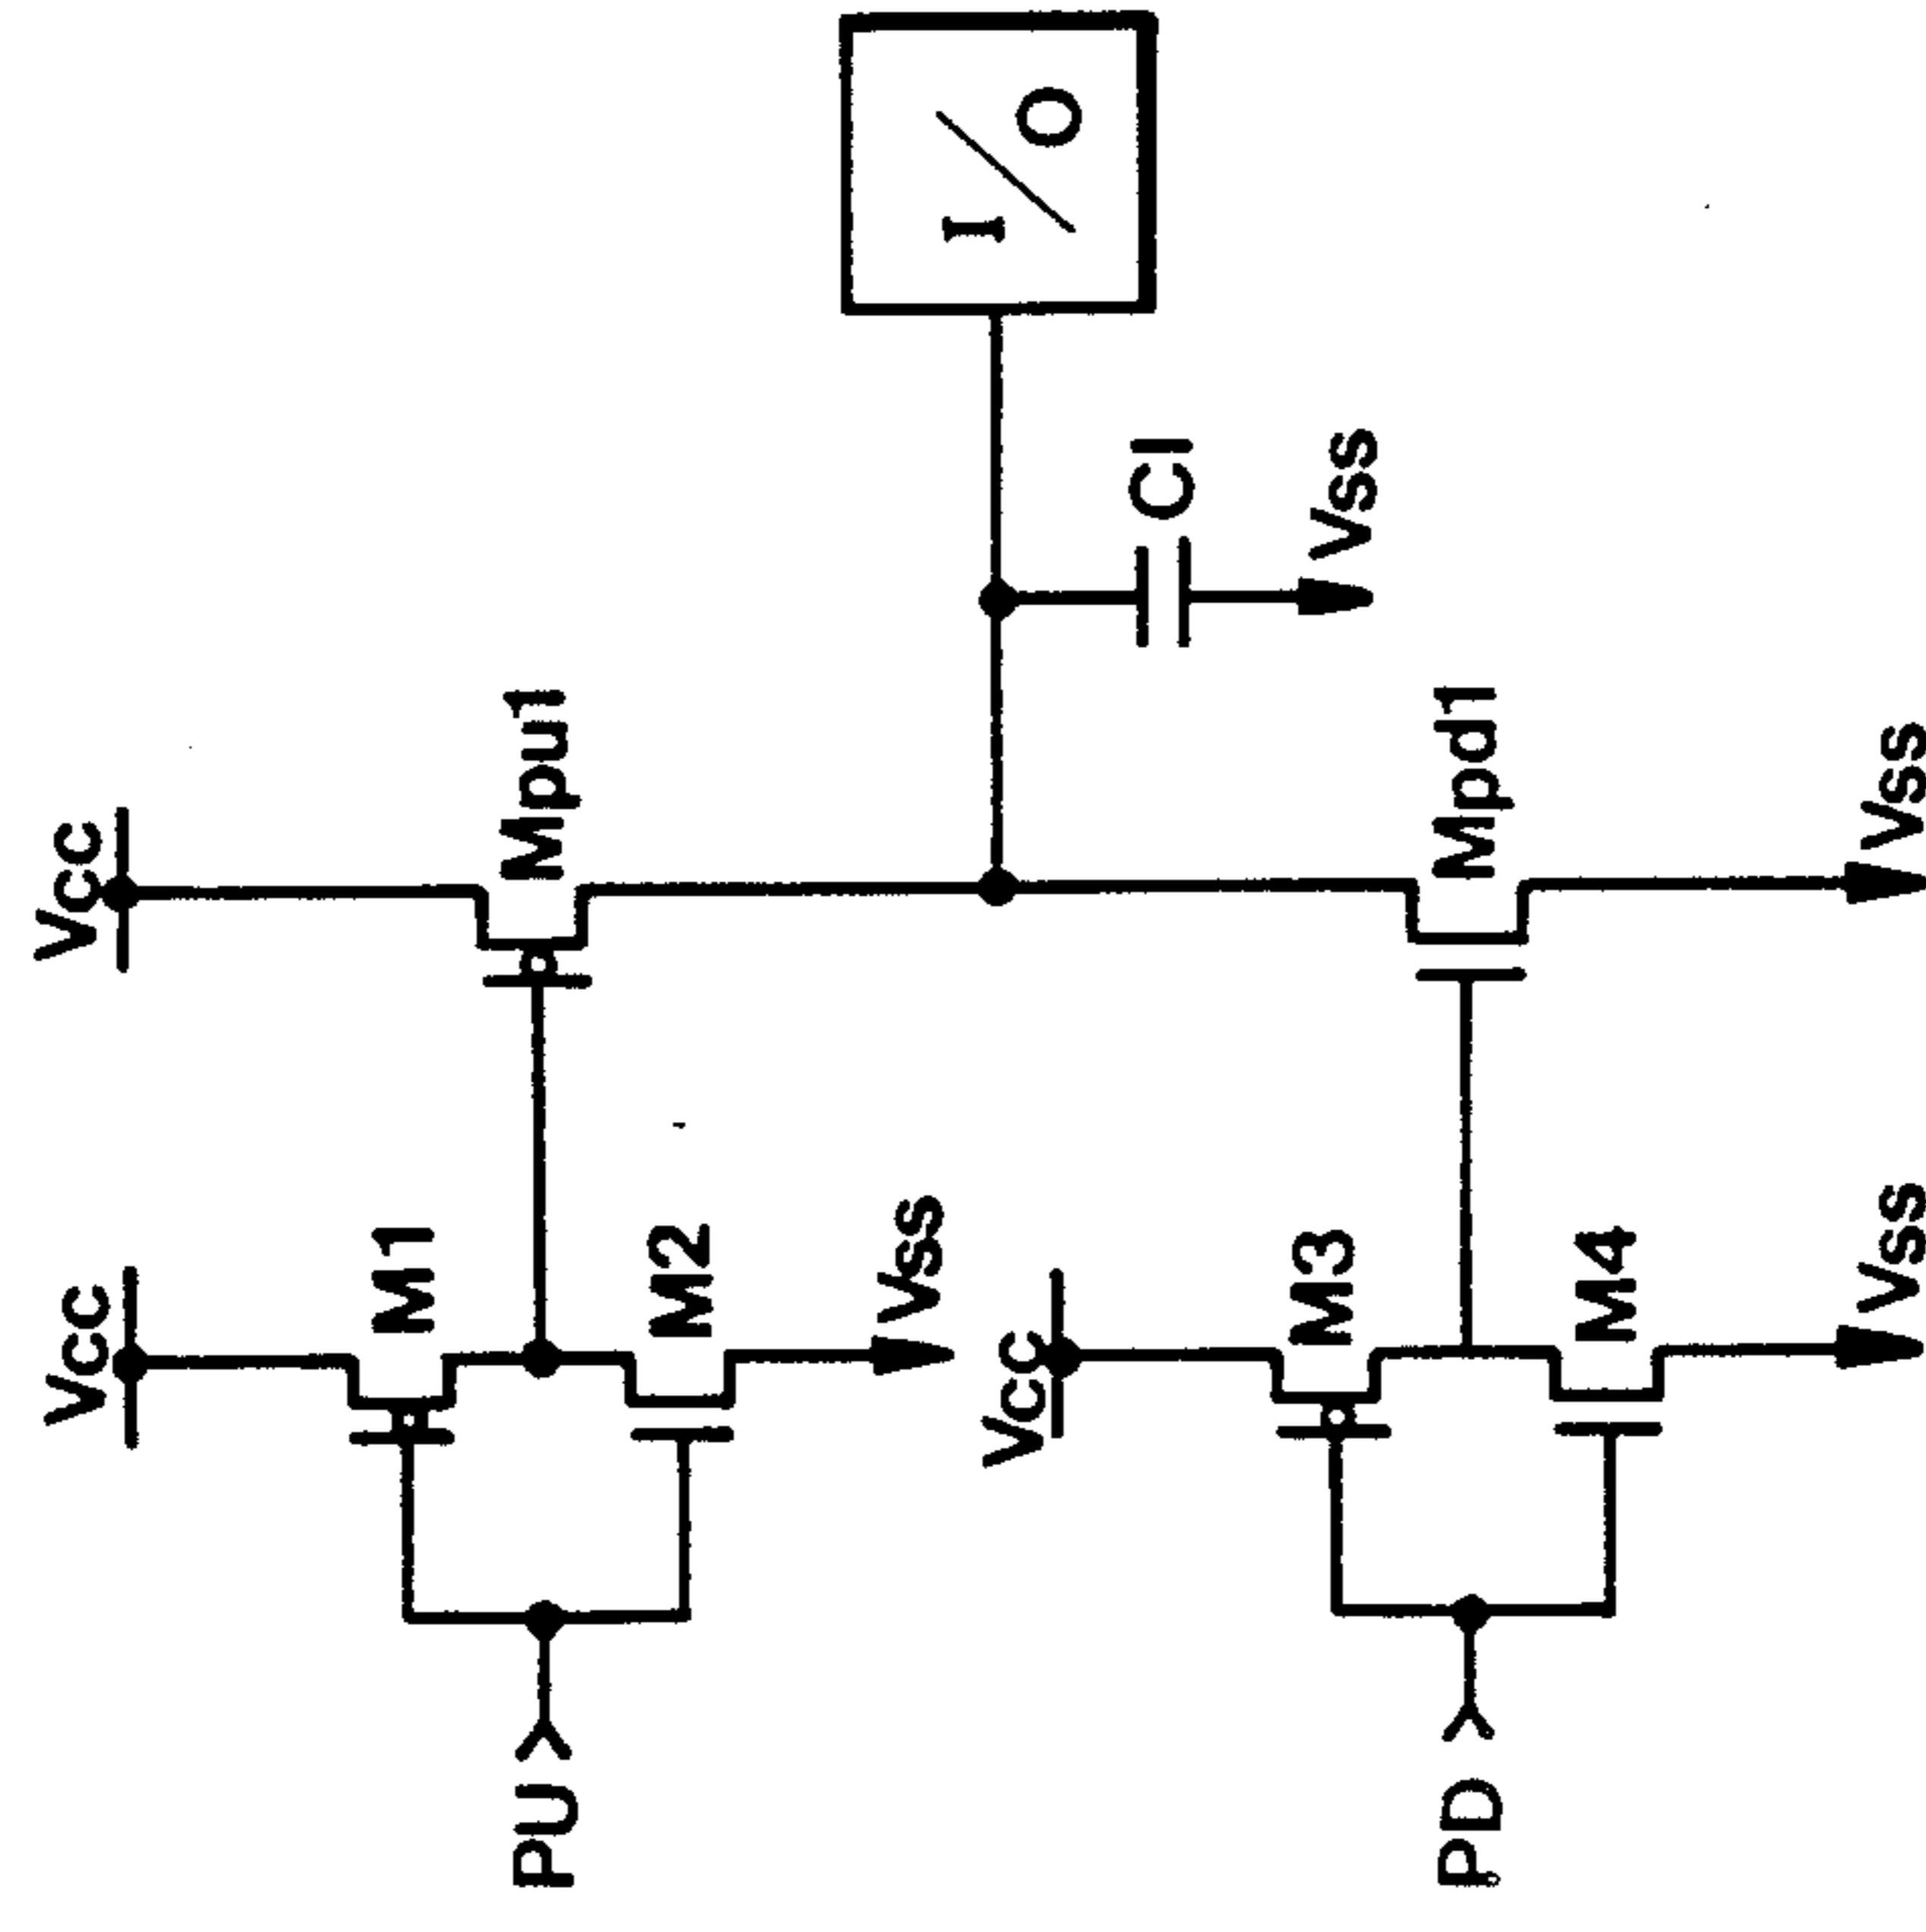 Vcc
Vcc
M1
PU
Mpu1
M2
Vss
I/O
Vcc
Cl
M3
Vss
PD
Mpd1
M4
Vss
Vss